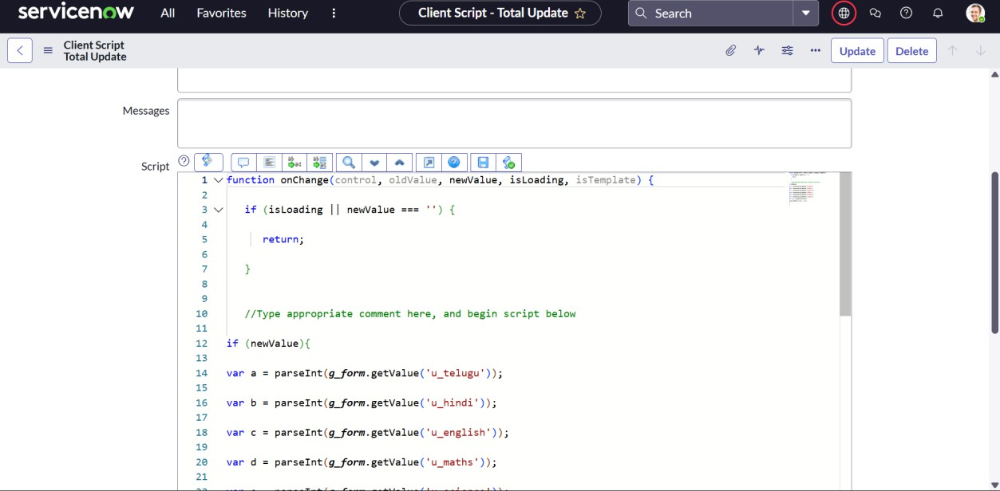 servicenow All Favorites History Client Script - Total Update Search
Client Script
Total Update
Update Delete
Messages
Script
1 function onChange(control, oldValue, newValue, isLoading, isTemplate) {
2
3 if (isLoading || newValue === '') {
4
5 return;
6
7 }
8
9
10 //Type appropriate comment here, and begin script below
11
12 if (newValue){
13
14 var a = parseInt(g_form.getValue('u_telugu'));
15
16 var b = parseInt(g_form.getValue('u_hindi'));
17
18 var c = parseInt(g_form.getValue('u_english'));
19
20 var d = parseInt(g_form.getValue('u_maths'));
21